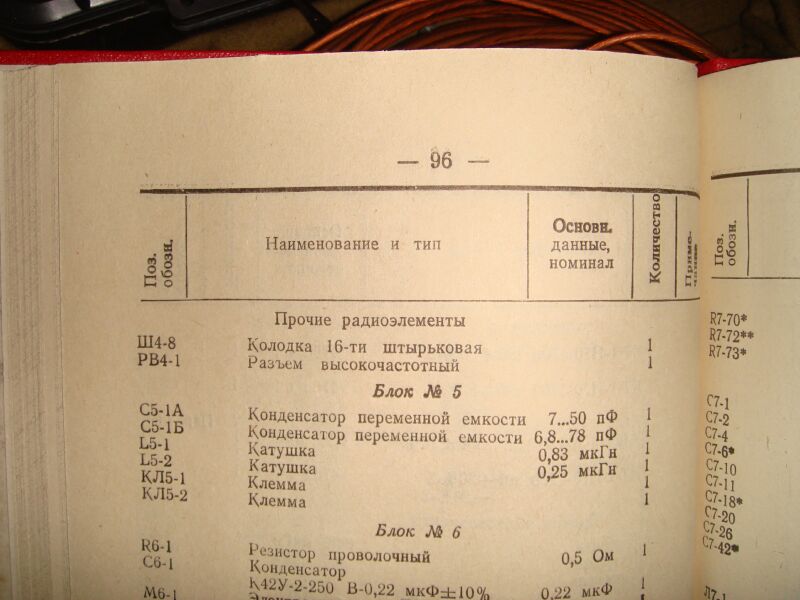 — 96 —
Поз. обозн.
Наименование и тип
Основн. данные, номинал
Количество
Приме-
Поз. обозн.
Прочие радиоэлементы
Ш4-8 Колодка 16-ти штырьковая 1
РВ4-1 Разъем высокочастотный 1
Блок № 5
С5-1А Конденсатор переменной емкости 7...50 пФ 1
С5-1Б Конденсатор переменной емкости 6,8...78 пФ 1
L5-1 Катушка 0,83 мкГн 1
L5-2 Катушка 0,25 мкГн 1
КЛ5-1 Клемма 1
КЛ5-2 Клемма 1
Блок № 6
R6-1 Резистор проволочный 0,5 Ом 1
С6-1 Конденсатор
К42У-2-250 В-0,22 мкФ±10% 0,22 мкФ 1
М6-1
R7-70*
R7-72**
R7-73*
С7-1
С7-2
С7-4
С7-6*
С7-10
С7-11
С7-18*
С7-20
С7-26
С7-42*
Л7-1